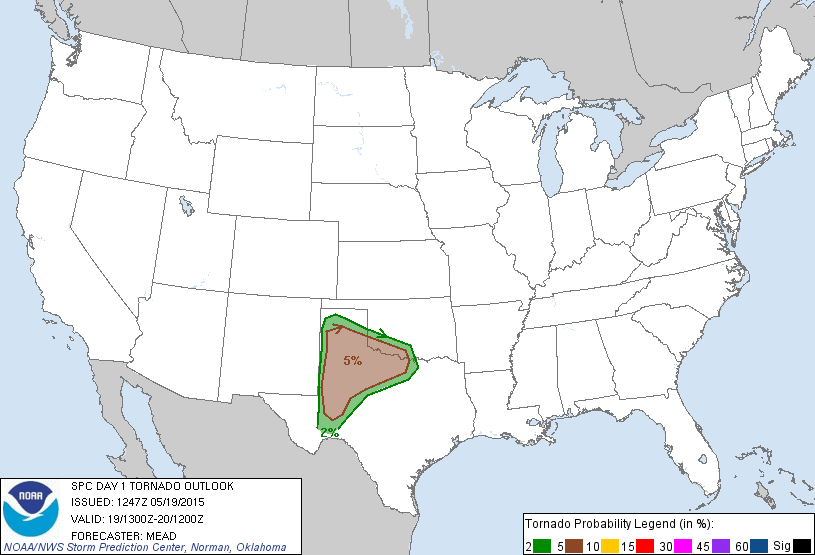 5%
2%
NOAA
SPC DAY 1 TORNADO OUTLOOK
ISSUED: 1247Z 05/19/2015
VALID: 19/1300Z-20/1200Z
FORECASTER: MEAD
NOAA/NWS Storm Prediction Center, Norman, Oklahoma
Tornado Probability Legend (in %):
2 5 10 15 30 45 60 Sig